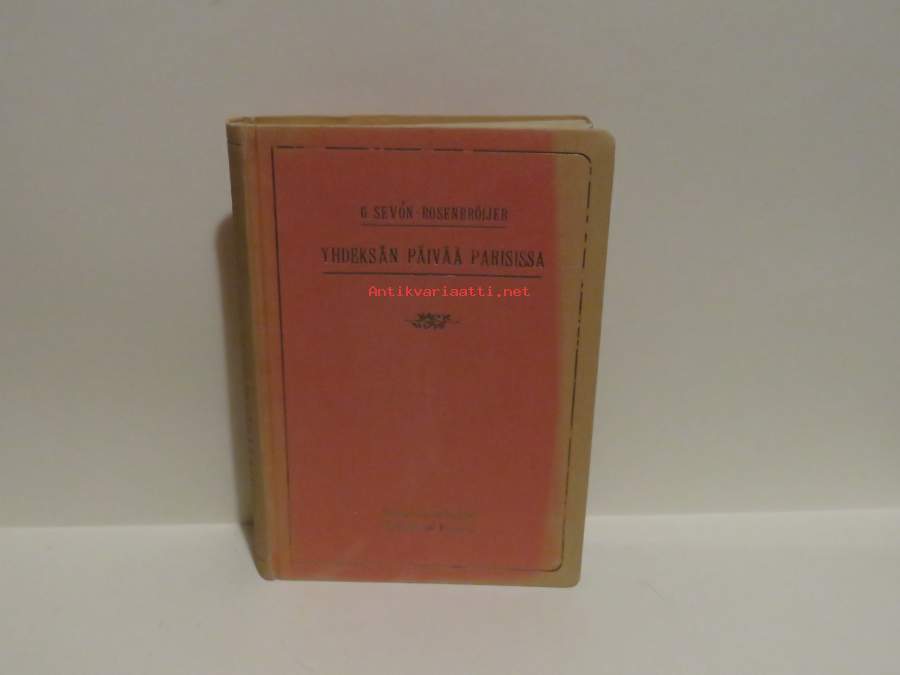 G. SEVÓN-ROSENBRÖIJER
YHDEKSÄN PÄIVÄÄ PARISISSA
Antikvariaatti.net